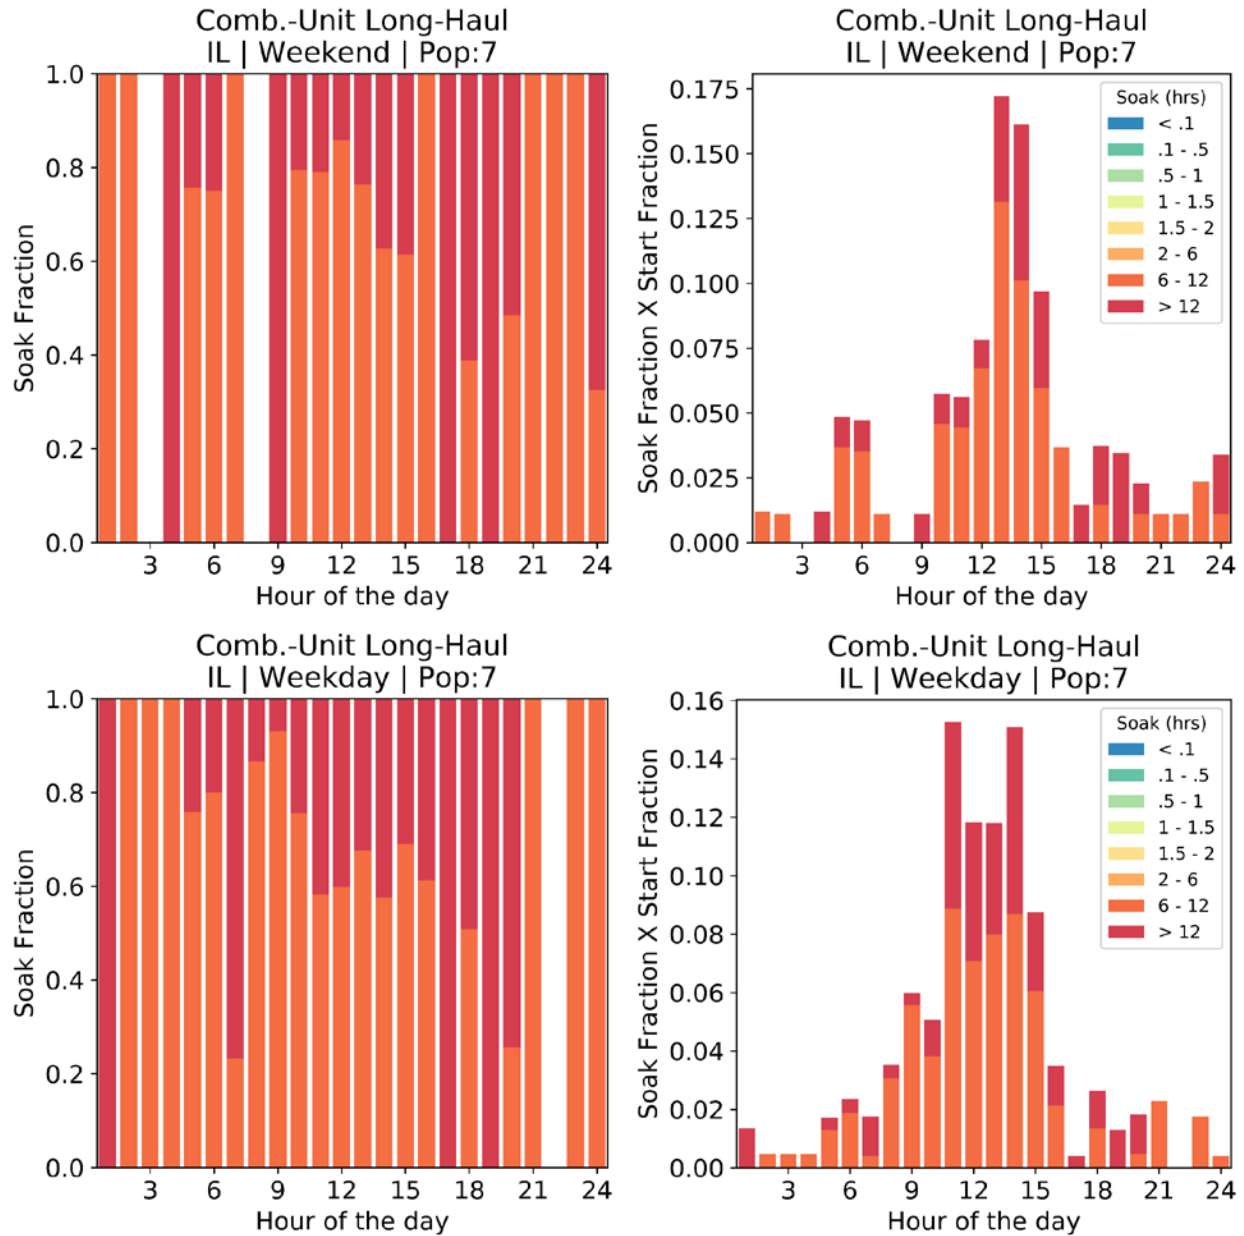 Comb.-Unit Long-Haul
IL | Weekend | Pop:7
Soak Fraction
1.0
0.8
0.6
0.4
0.2
0.0
3 6 9 12 15 18 21 24
Hour of the day
Comb.-Unit Long-Haul
IL | Weekend | Pop:7
Soak Fraction X Start Fraction
0.175
0.150
0.125
0.100
0.075
0.050
0.025
0.000
Soak (hrs)
< .1
.1 - .5
.5 - 1
1 - 1.5
1.5 - 2
2 - 6
6 - 12
> 12
3 6 9 12 15 18 21 24
Hour of the day
Comb.-Unit Long-Haul
IL | Weekday | Pop:7
Soak Fraction
1.0
0.8
0.6
0.4
0.2
0.0
3 6 9 12 15 18 21 24
Hour of the day
Comb.-Unit Long-Haul
IL | Weekday | Pop:7
Soak Fraction X Start Fraction
0.16
0.14
0.12
0.10
0.08
0.06
0.04
0.02
0.00
Soak (hrs)
< .1
.1 - .5
.5 - 1
1 - 1.5
1.5 - 2
2 - 6
6 - 12
> 12
3 6 9 12 15 18 21 24
Hour of the day